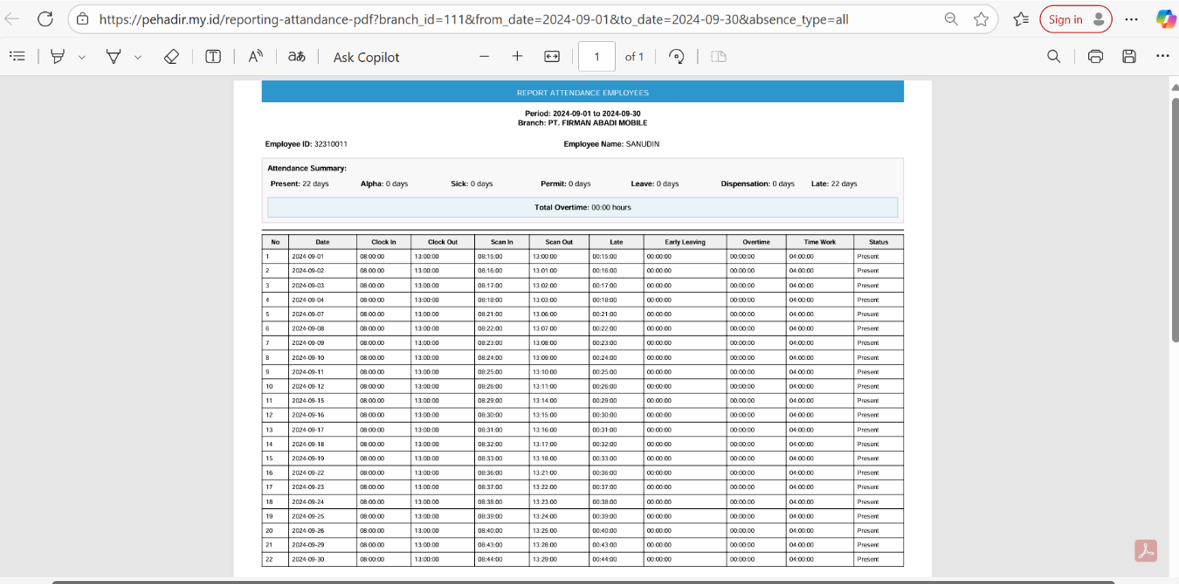 https://pehadir.my.id/reporting-attandance-pdf?branch_id=111&from_date=2024-09-01&to_date=2024-09-30&absence_type=all
Sign in
Ask Copilot
1 of 1
REPORT ATTENDANCE EMPLOYEES
Period: 2024-09-01 to 2024-09-30
Branch: PT. FIRMAN ABADI MOBILE
Employee ID: 32310011 Employee Name: SANUDIN
Attendance Summary:
Present: 22 days Alpha: 0 days Sick: 0 days Permit: 0 days Leave: 0 days Dispensation: 0 days Late: 22 days
Total Overtime: 00:00 hours
No Date Clock In Clock Out Scan In Scan Out Late Early Leaving Overtime Time Work Status
1 2024-09-01 08:00:00 13:00:00 08:15:00 13:00:00 00:15:00 00:00:00 00:00:00 04:00:00 Present
2 2024-09-02 08:00:00 13:00:00 08:16:00 13:01:00 00:16:00 00:00:00 00:00:00 04:00:00 Present
3 2024-09-03 08:00:00 13:00:00 08:17:00 13:02:00 00:17:00 00:00:00 00:00:00 04:00:00 Present
4 2024-09-04 08:00:00 13:00:00 08:18:00 13:03:00 00:18:00 00:00:00 00:00:00 04:00:00 Present
5 2024-09-07 08:00:00 13:00:00 08:21:00 13:06:00 00:21:00 00:00:00 00:00:00 04:00:00 Present
6 2024-09-08 08:00:00 13:00:00 08:22:00 13:07:00 00:22:00 00:00:00 00:00:00 04:00:00 Present
7 2024-09-09 08:00:00 13:00:00 08:23:00 13:08:00 00:23:00 00:00:00 00:00:00 04:00:00 Present
8 2024-09-10 08:00:00 13:00:00 08:24:00 13:09:00 00:24:00 00:00:00 00:00:00 04:00:00 Present
9 2024-09-11 08:00:00 13:00:00 08:25:00 13:10:00 00:25:00 00:00:00 00:00:00 04:00:00 Present
10 2024-09-12 08:00:00 13:00:00 08:26:00 13:11:00 00:26:00 00:00:00 00:00:00 04:00:00 Present
11 2024-09-15 08:00:00 13:00:00 08:29:00 13:14:00 00:29:00 00:00:00 00:00:00 04:00:00 Present
12 2024-09-16 08:00:00 13:00:00 08:30:00 13:15:00 00:30:00 00:00:00 00:00:00 04:00:00 Present
13 2024-09-17 08:00:00 13:00:00 08:31:00 13:16:00 00:31:00 00:00:00 00:00:00 04:00:00 Present
14 2024-09-18 08:00:00 13:00:00 08:32:00 13:17:00 00:32:00 00:00:00 00:00:00 04:00:00 Present
15 2024-09-19 08:00:00 13:00:00 08:33:00 13:18:00 00:33:00 00:00:00 00:00:00 04:00:00 Present
16 2024-09-22 08:00:00 13:00:00 08:36:00 13:21:00 00:36:00 00:00:00 00:00:00 04:00:00 Present
17 2024-09-23 08:00:00 13:00:00 08:37:00 13:22:00 00:37:00 00:00:00 00:00:00 04:00:00 Present
18 2024-09-24 08:00:00 13:00:00 08:38:00 13:23:00 00:38:00 00:00:00 00:00:00 04:00:00 Present
19 2024-09-25 08:00:00 13:00:00 08:39:00 13:24:00 00:39:00 00:00:00 00:00:00 04:00:00 Present
20 2024-09-26 08:00:00 13:00:00 08:40:00 13:25:00 00:40:00 00:00:00 00:00:00 04:00:00 Present
21 2024-09-29 08:00:00 13:00:00 08:43:00 13:28:00 00:43:00 00:00:00 00:00:00 04:00:00 Present
22 2024-09-30 08:00:00 13:00:00 08:44:00 13:29:00 00:44:00 00:00:00 00:00:00 04:00:00 Present